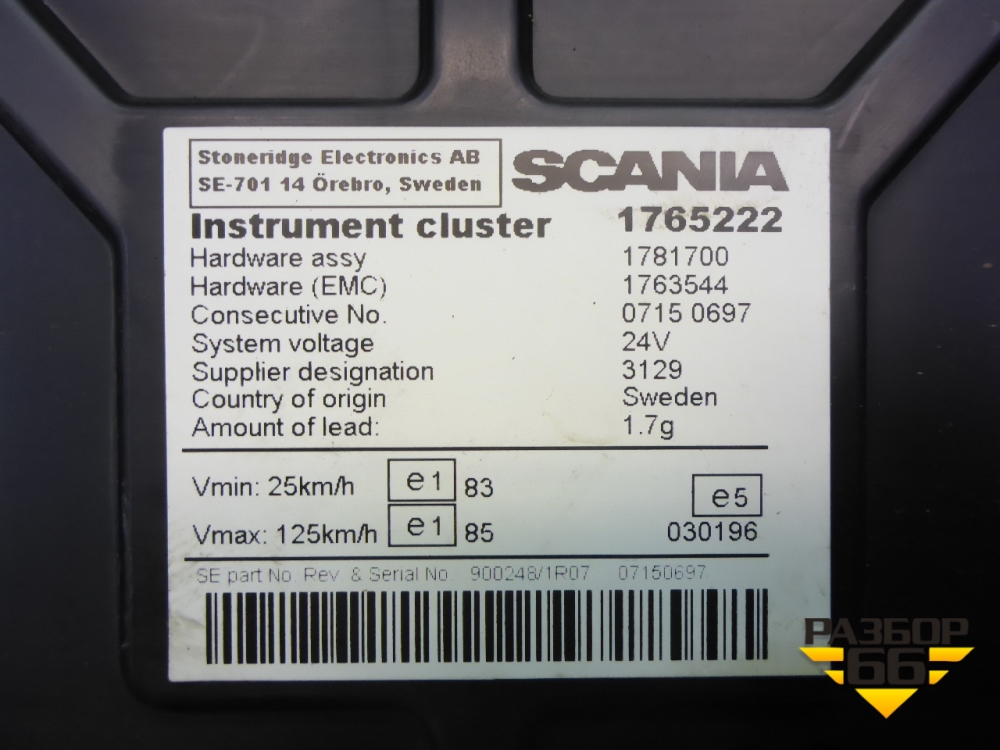 Stoneridge Electronics AB
SE-701 14 Örebro, Sweden
SCANIA
Instrument cluster 1765222
Hardware assy 1781700
Hardware (EMC) 1763544
Consecutive No. 0715 0697
System voltage 24V
Supplier designation 3129
Country of origin Sweden
Amount of lead: 1.7g
Vmin: 25km/h e1 83
e5
Vmax: 125km/h e1 85 030196
SE part No. Rev. & Serial No. 900248/1R07 07150697
РАЗБОР
66